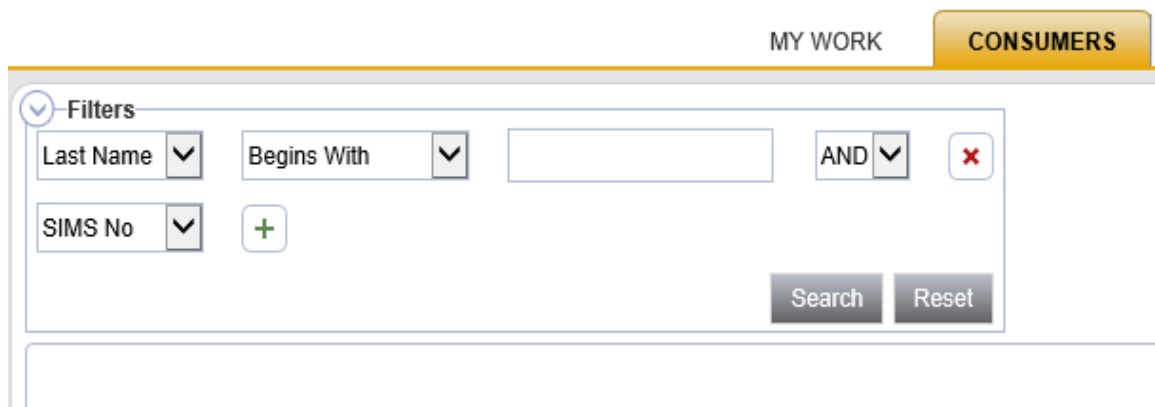 MY WORK CONSUMERS
Filters
Last Name Begins With AND
SIMS No
Search Reset